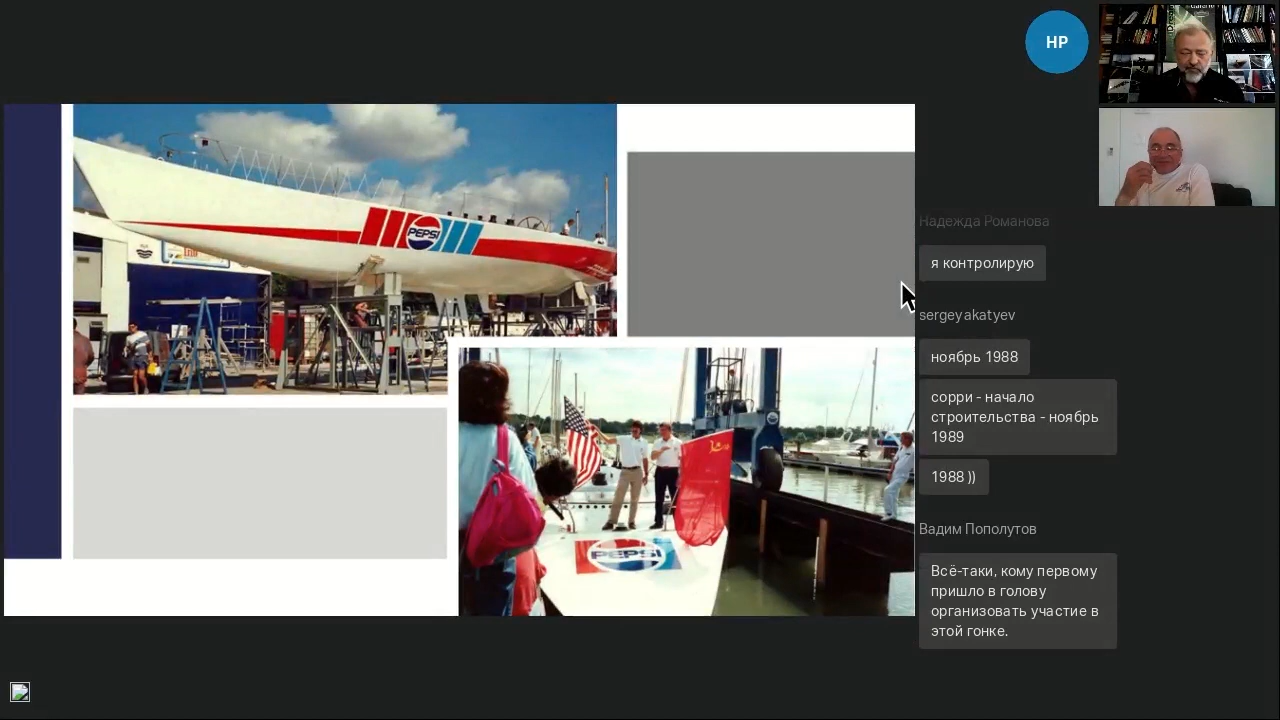 HP
Надежда Романова
я контролирую
sergeyakatyev
ноябрь 1988
сорри - начало
строительства - ноябрь
1989
1988 ))
Вадим Пополутов
Всё-таки, кому первому
пришло в голову
организовать участие в
этой гонке.
PEPSI
PEPSI